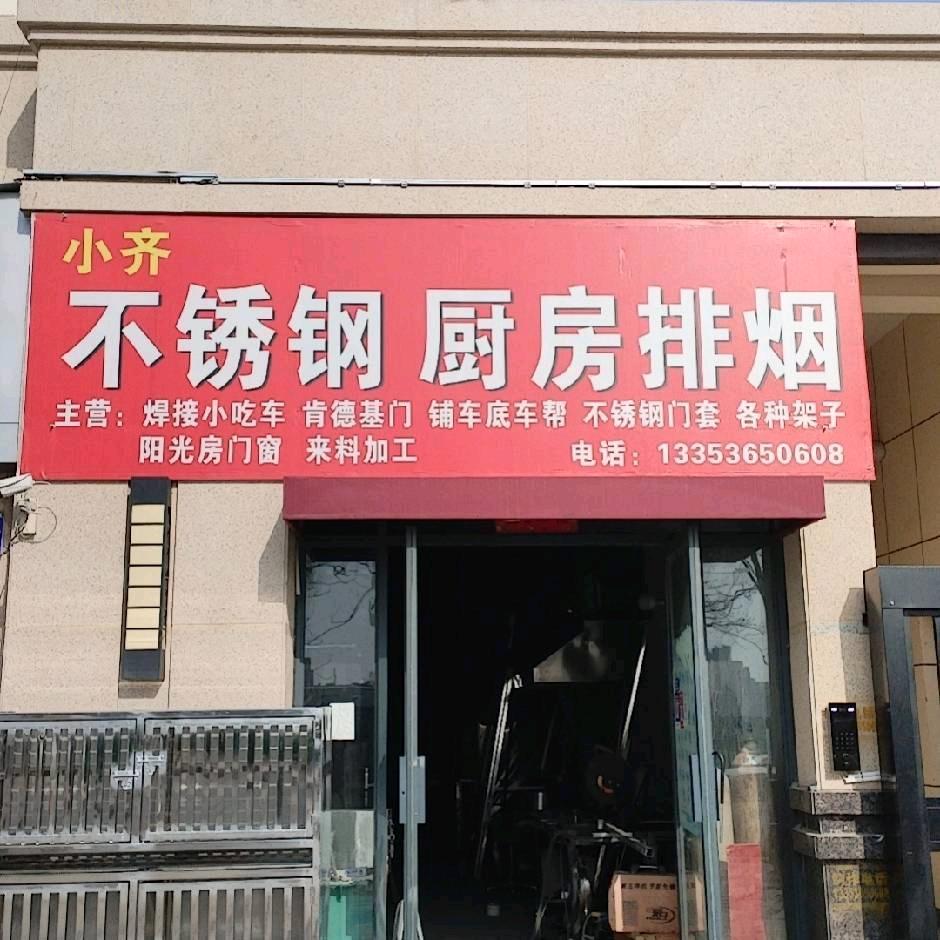 小齐
不锈钢 厨房排烟
主营：焊接小吃车 肯德基门 铺车底车帮 不锈钢门套 各种架子
阳光房门窗 来料加工 电话：13353650608